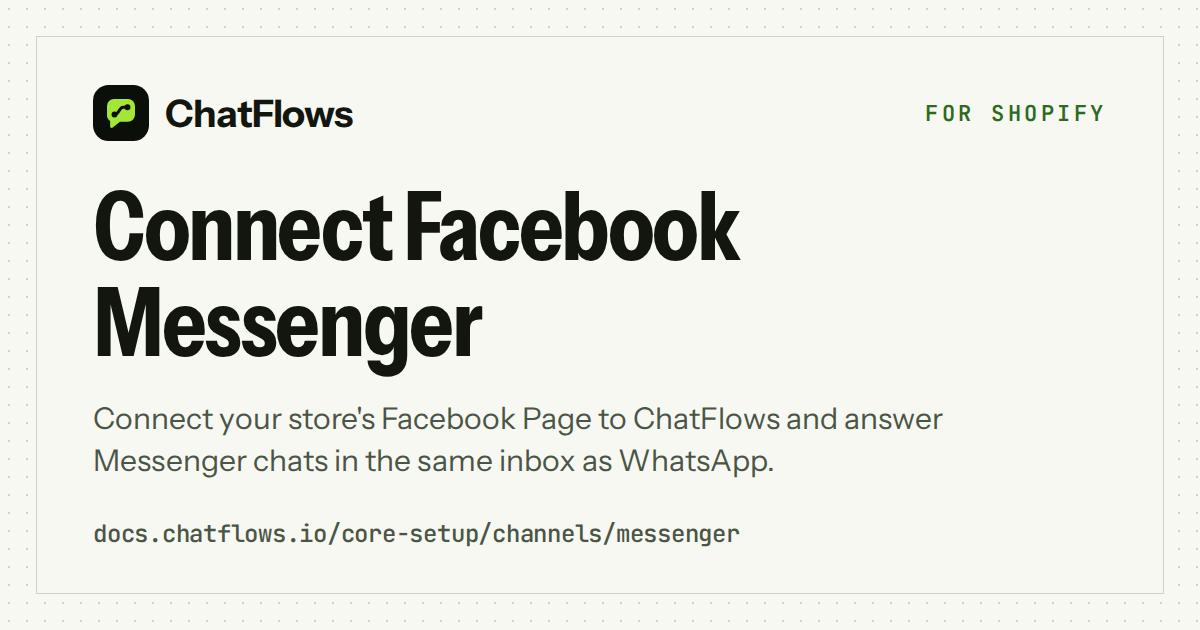 ChatFlows
FOR SHOPIFY
Connect Facebook
Messenger
Connect your store's Facebook Page to ChatFlows and answer
Messenger chats in the same inbox as WhatsApp.
docs.chatflows.io/core-setup/channels/messenger